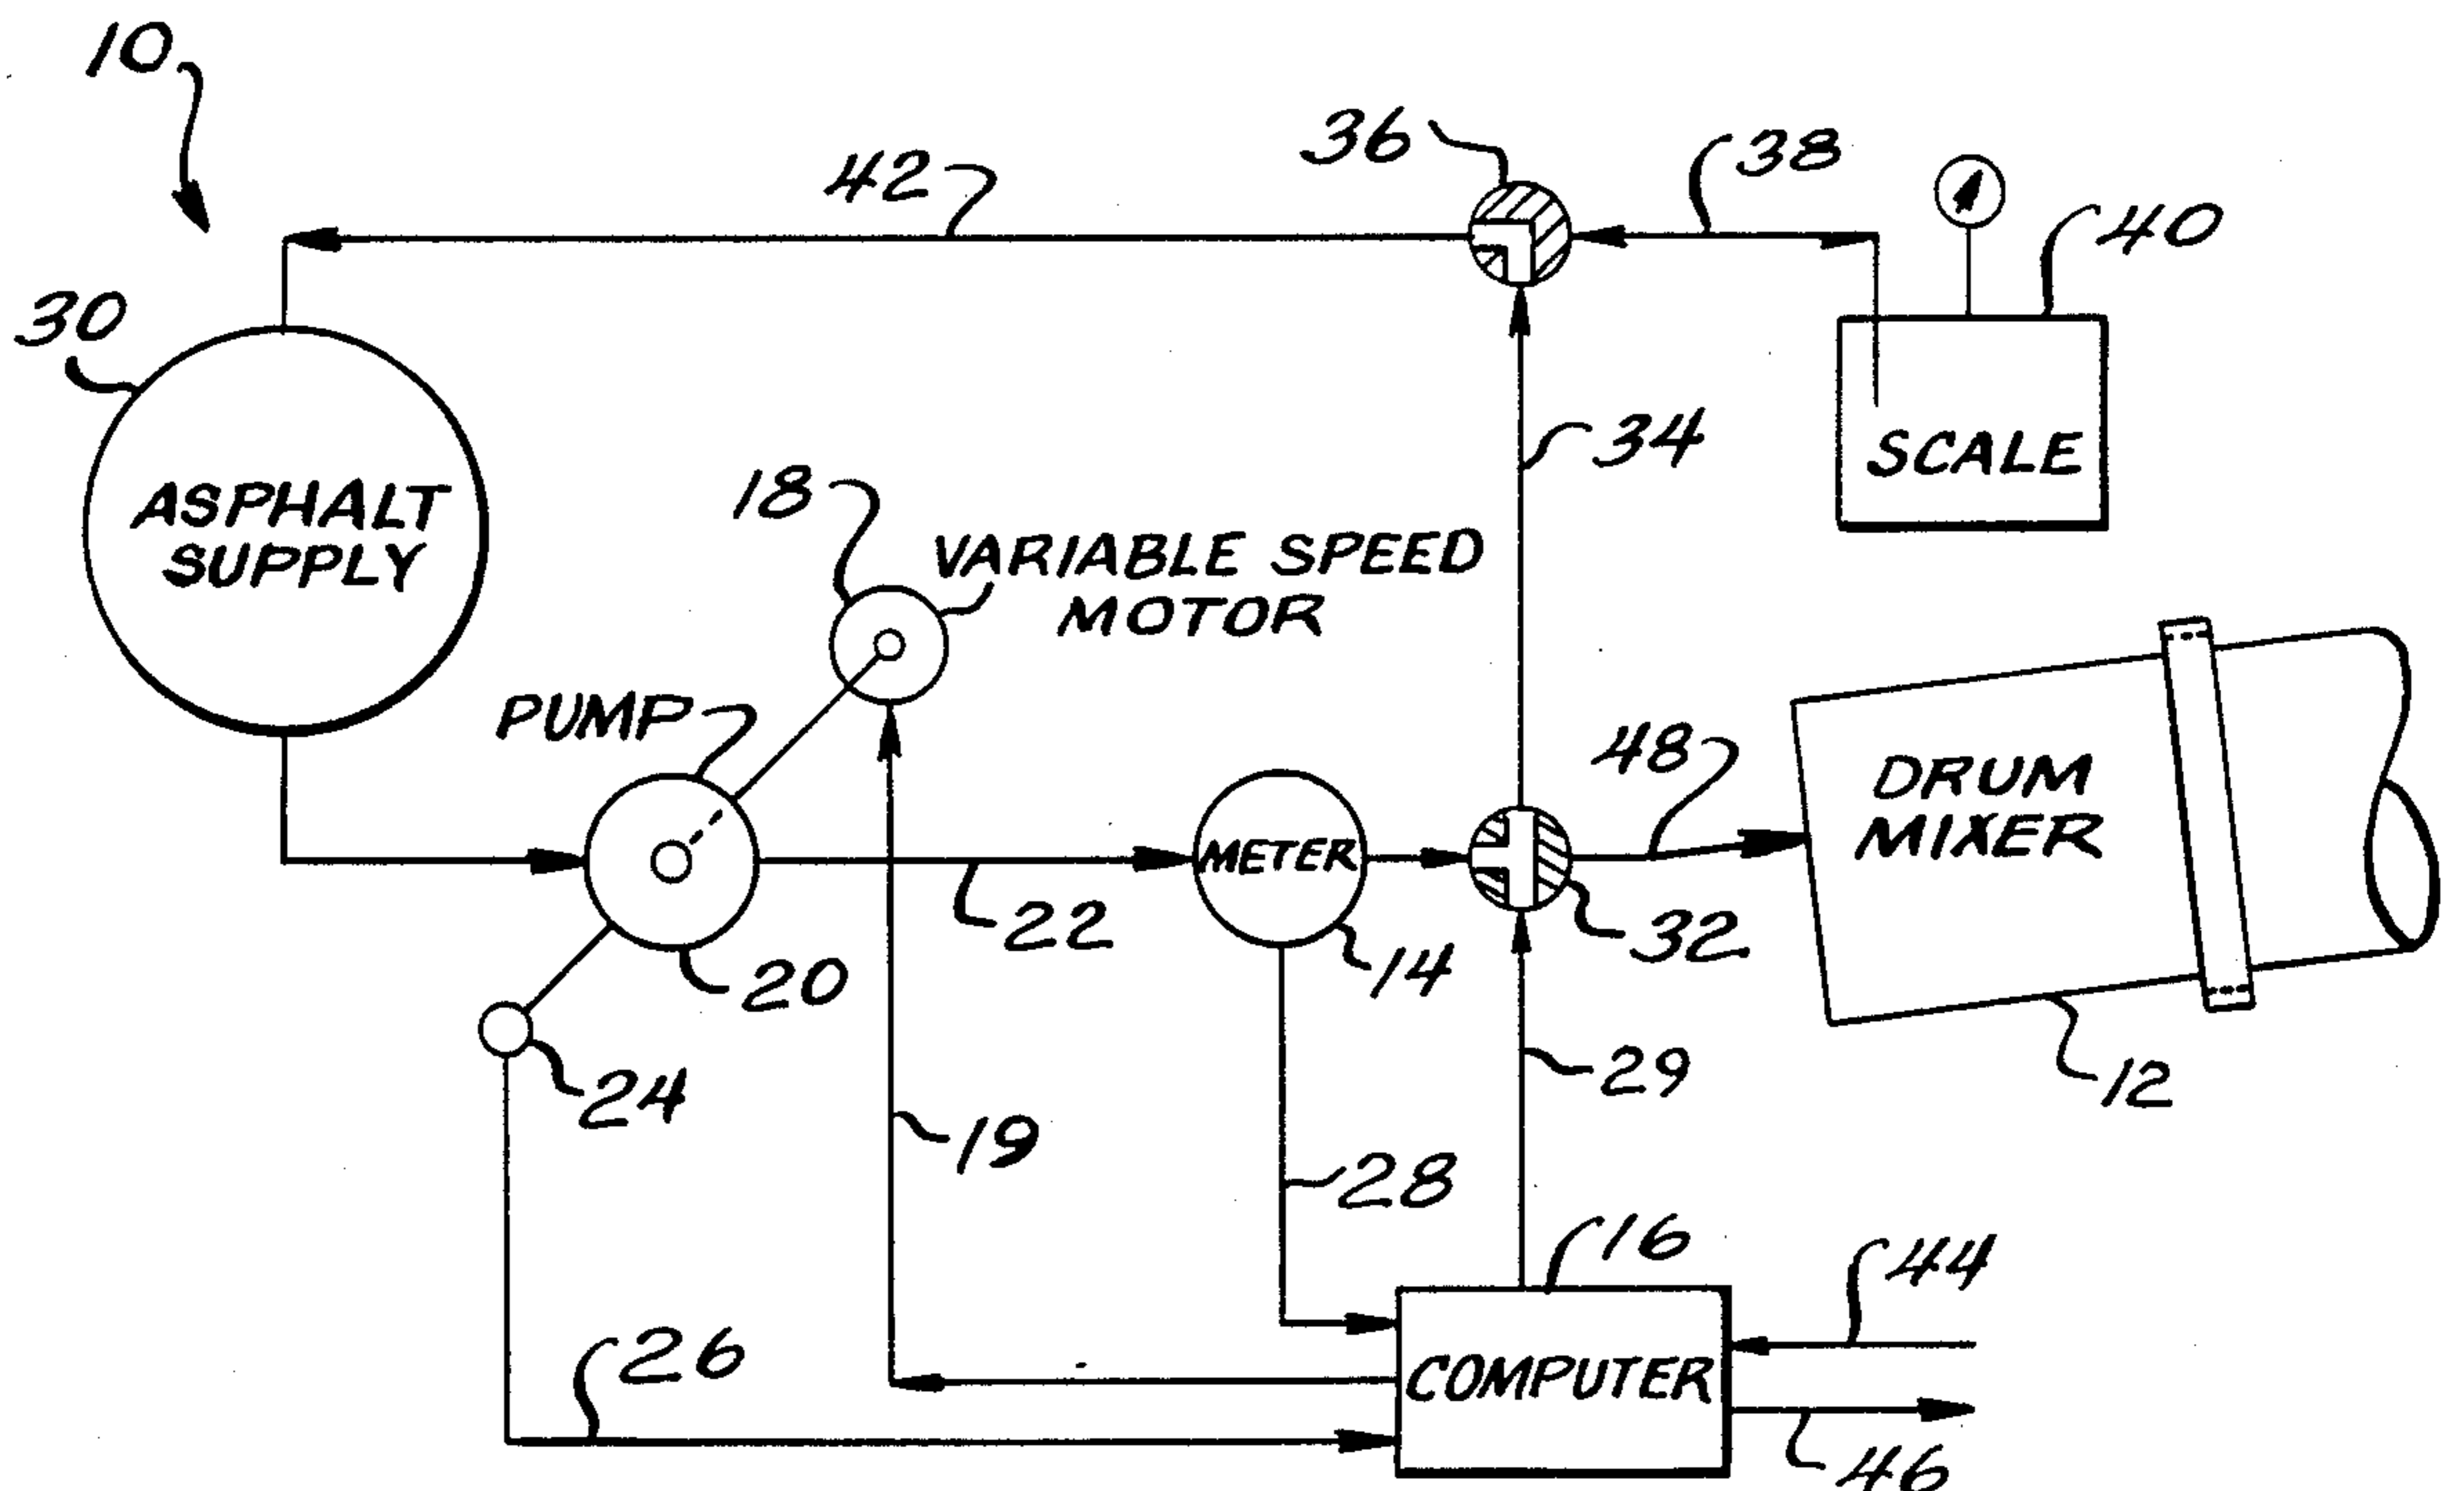 10
42
36
38
40
30
ASPHALT
SUPPLY
SCALE
34
18
VARIABLE SPEED
MOTOR
PUMP
48
DRUM
MIXER
METER
22
32
20
14
24
19
29
12
28
16
44
26
COMPUTER
46